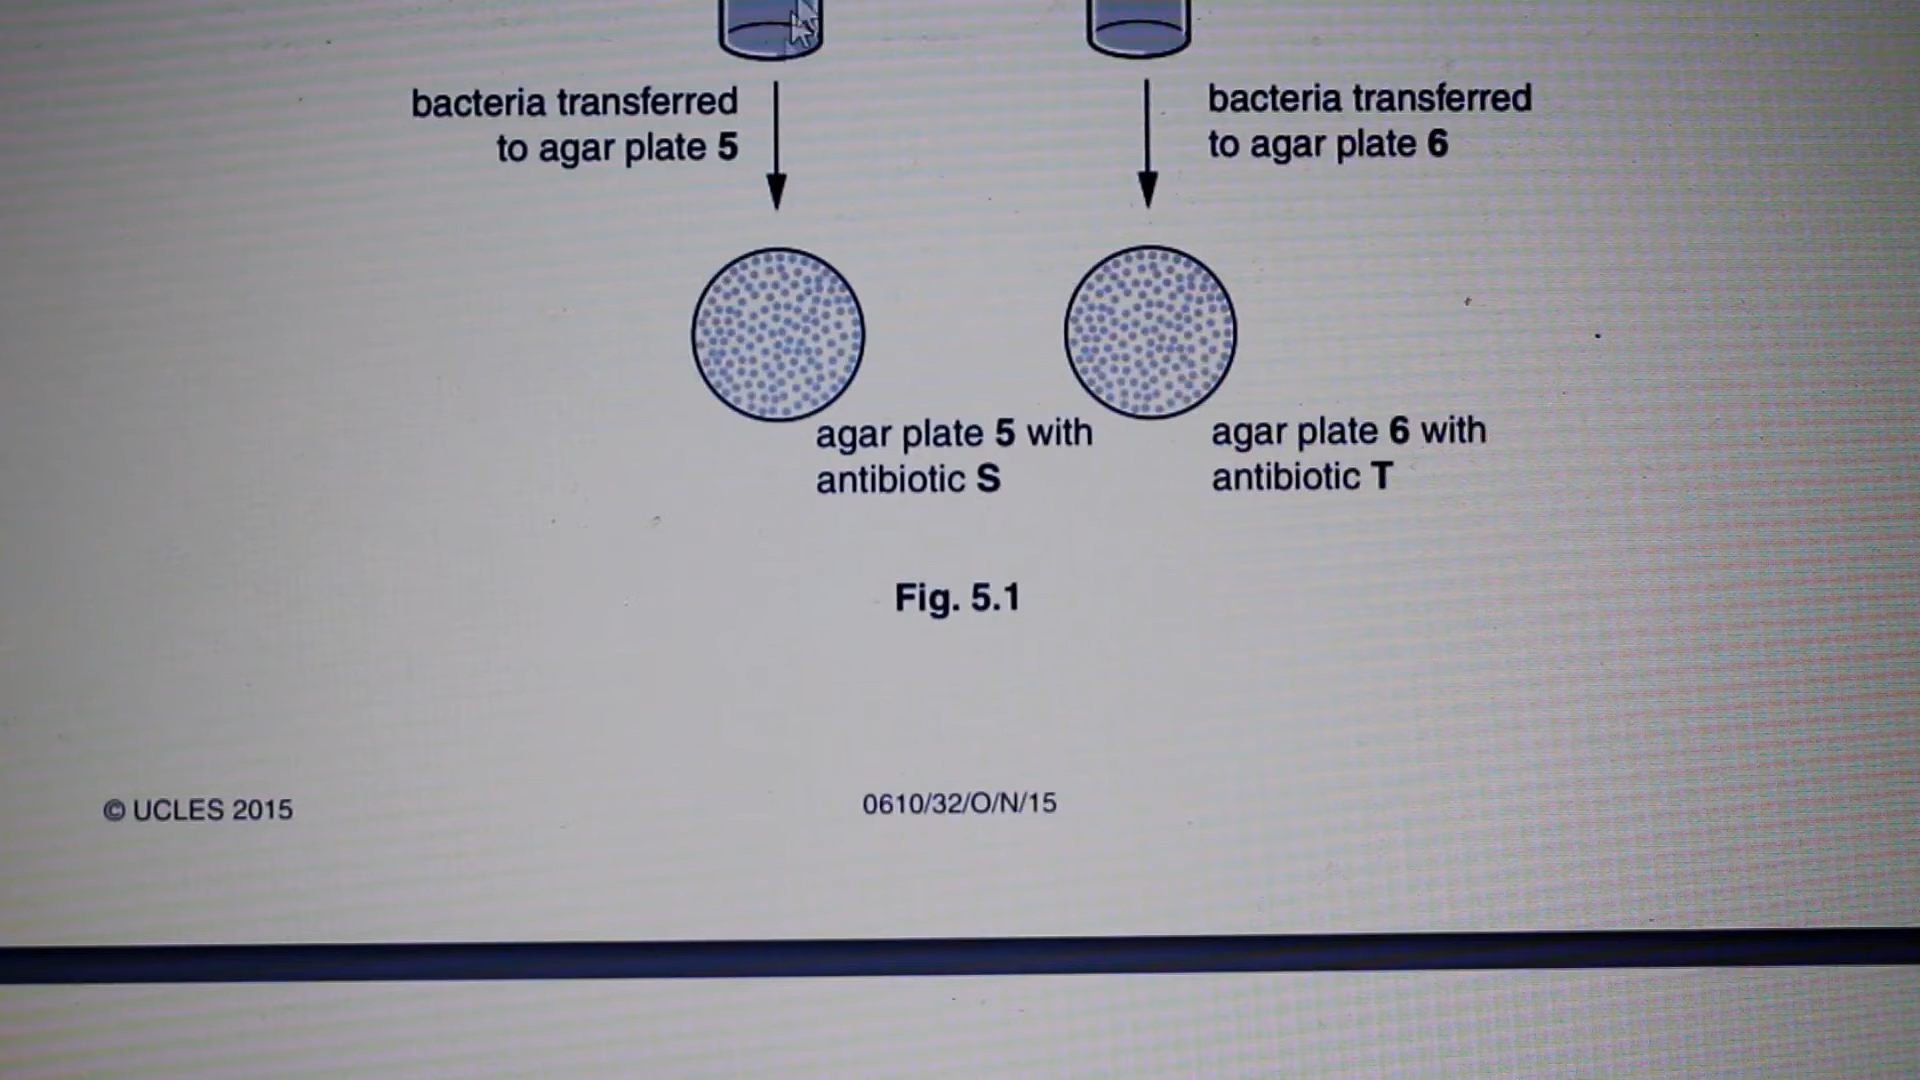 bacteria transferred
to agar plate 5
bacteria transferred
to agar plate 6
agar plate 5 with
antibiotic S
agar plate 6 with
antibiotic T
Fig. 5.1
© UCLES 2015
0610/32/O/N/15